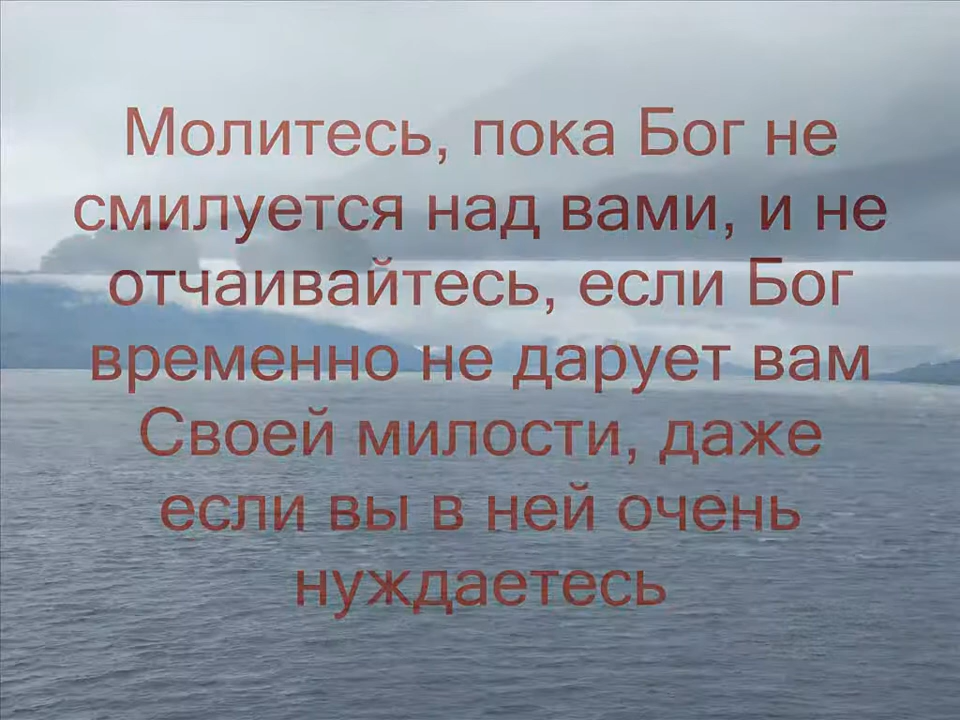 Молитесь, пока Бог не
смилуется над вами, и не
отчаивайтесь, если Бог
временно не дарует вам
Своей милости, даже
если вы в ней очень
нуждаетесь